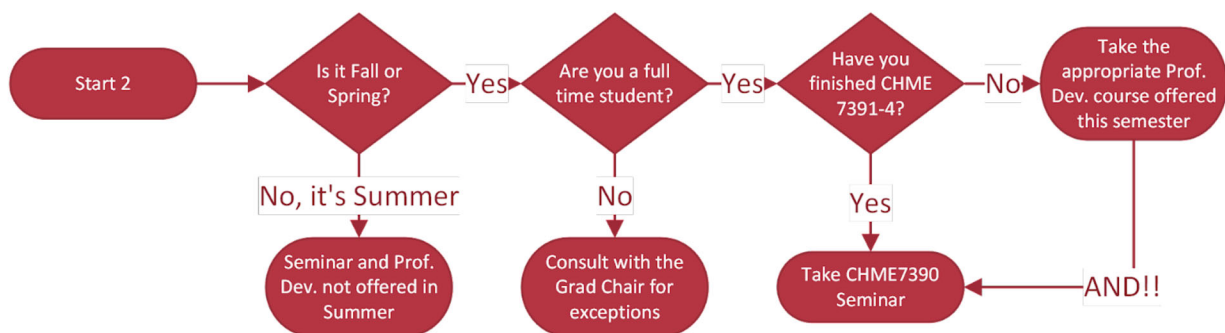 Start 2
Is it Fall or
Spring?
Yes
Are you a full
time student?
Yes
Have you
finished CHME
7391-4?
No
Take the
appropriate Prof.
Dev. course offered
this semester
No, it's Summer
No
Yes
Seminar and Prof.
Dev. not offered in
Summer
Consult with the
Grad Chair for
exceptions
Take CHME7390
Seminar
AND!!